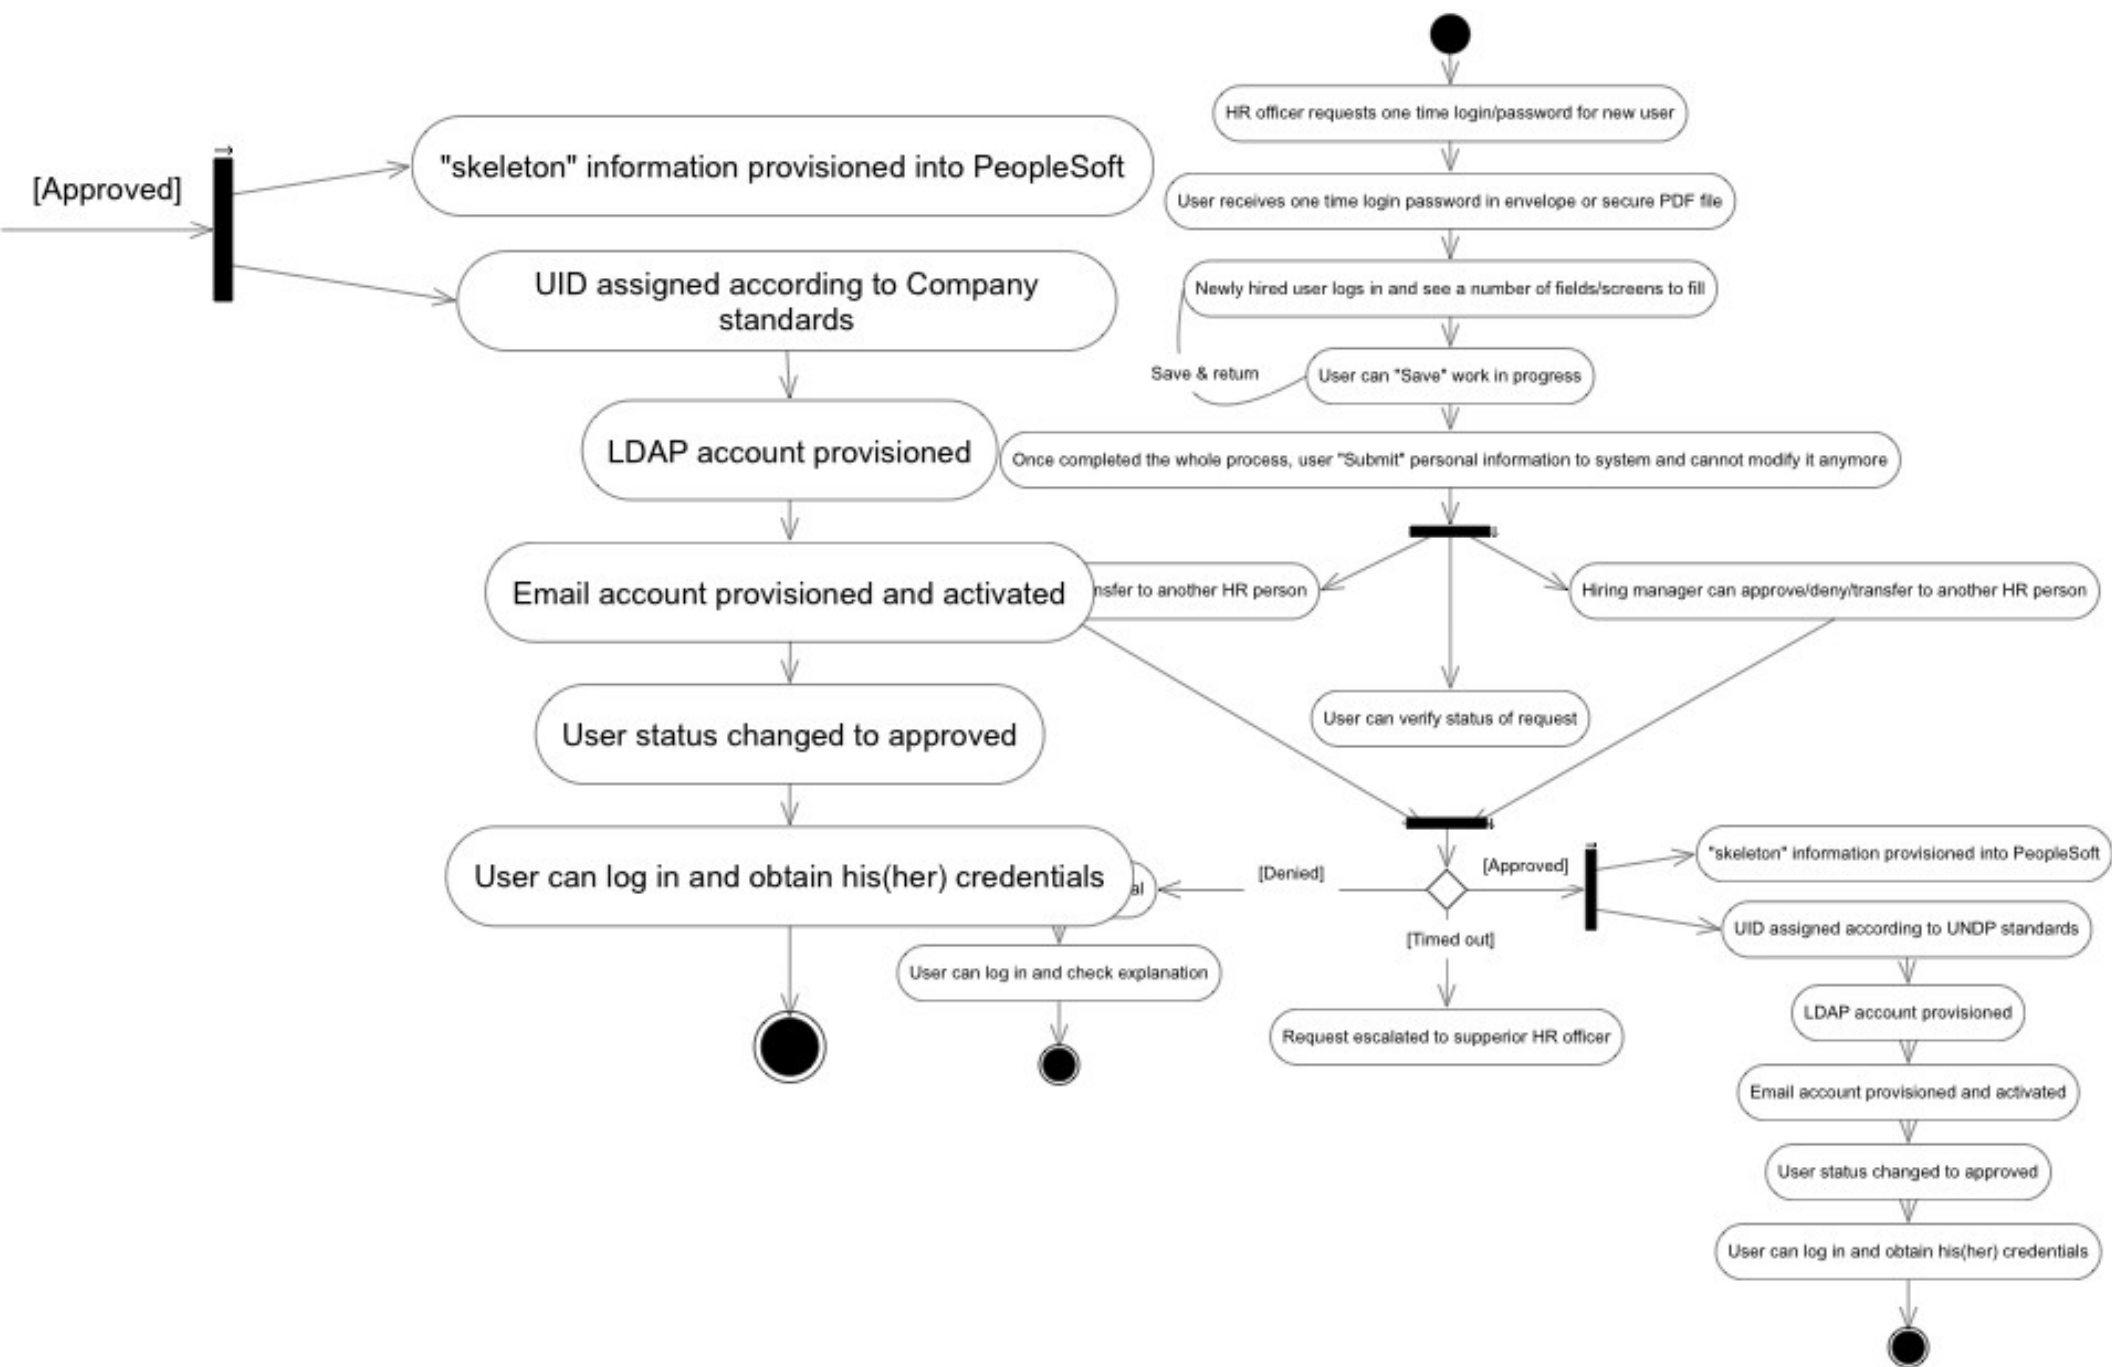 [Approved]
"skeleton" information provisioned into PeopleSoft
UID assigned according to Company
standards
LDAP account provisioned
Email account provisioned and activated
User status changed to approved
User can log in and obtain his(her) credentials
HR officer requests one time login/password for new user
User receives one time login password in envelope or secure PDF file
Newly hired user logs in and see a number of fields/screens to fill
Save & return
User can "Save" work in progress
Once completed the whole process, user "Submit" personal information to system and cannot modify it anymore
to another HR person
Hiring manager can approve/deny/transfer to another HR person
User can verify status of request
[Denied]
[Approved]
[Timed out]
User can log in and check explanation
Request escalated to supperior HR officer
"skeleton" information provisioned into PeopleSoft
UID assigned according to UNDP standards
LDAP account provisioned
Email account provisioned and activated
User status changed to approved
User can log in and obtain his(her) credentials